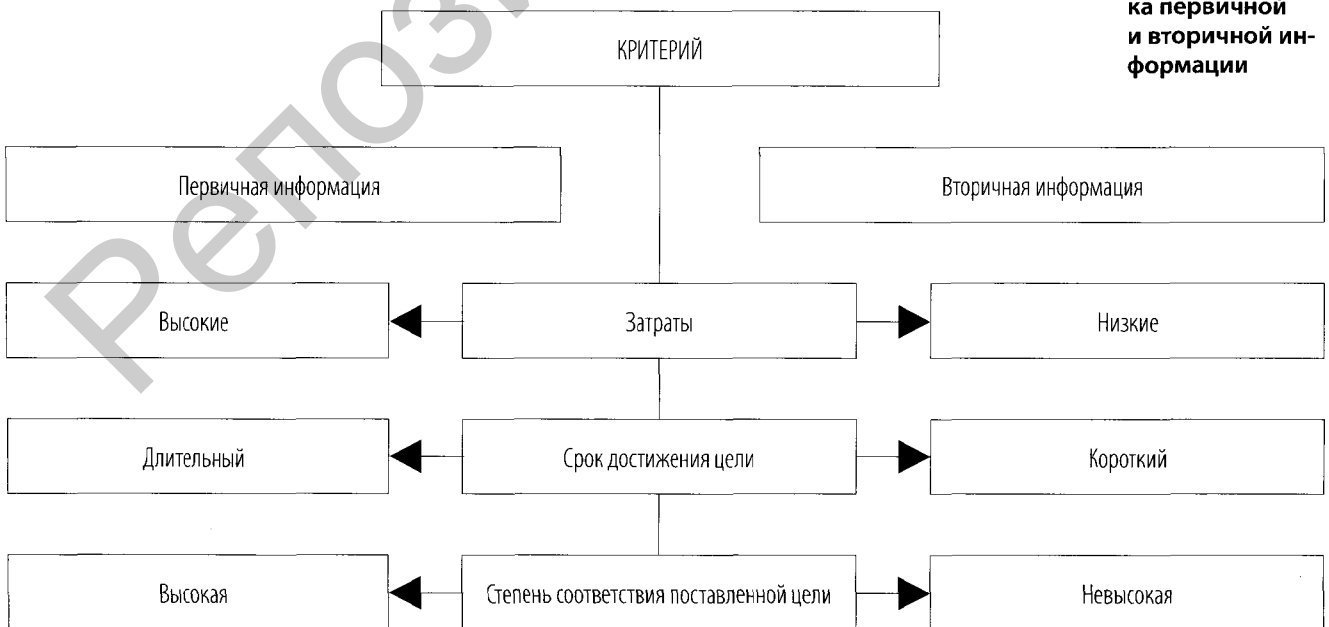 ка первичной
и вторичной ин-
формации
КРИТЕРИЙ
Первичная информация
Вторичная информация
Высокие
Затраты
Низкие
Длительный
Срок достижения цели
Короткий
Высокая
Степень соответствия поставленной цели
Невысокая